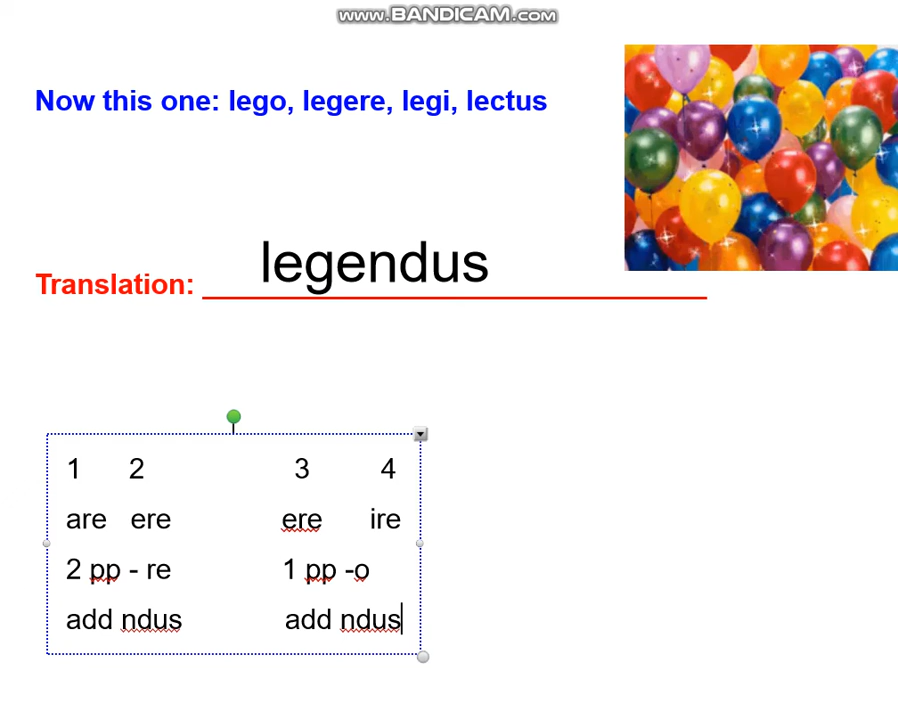 www.BANDICAM.com
Now this one: lego, legere, legi, lectus
legendus
Translation: ________________________________
1 2 3 4
are ere ere ire
2 pp - re 1 pp -o
add ndus add ndus